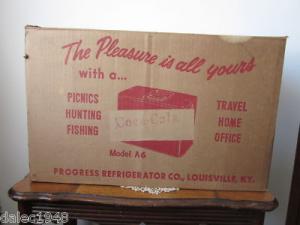 The Pleasure is all yours
with a...
PICNICS
HUNTING
FISHING
Coca-Cola
TRAVEL
HOME
OFFICE
Model A6
PROGRESS REFRIGERATOR CO., LOUISVILLE, KY.
dalec1948